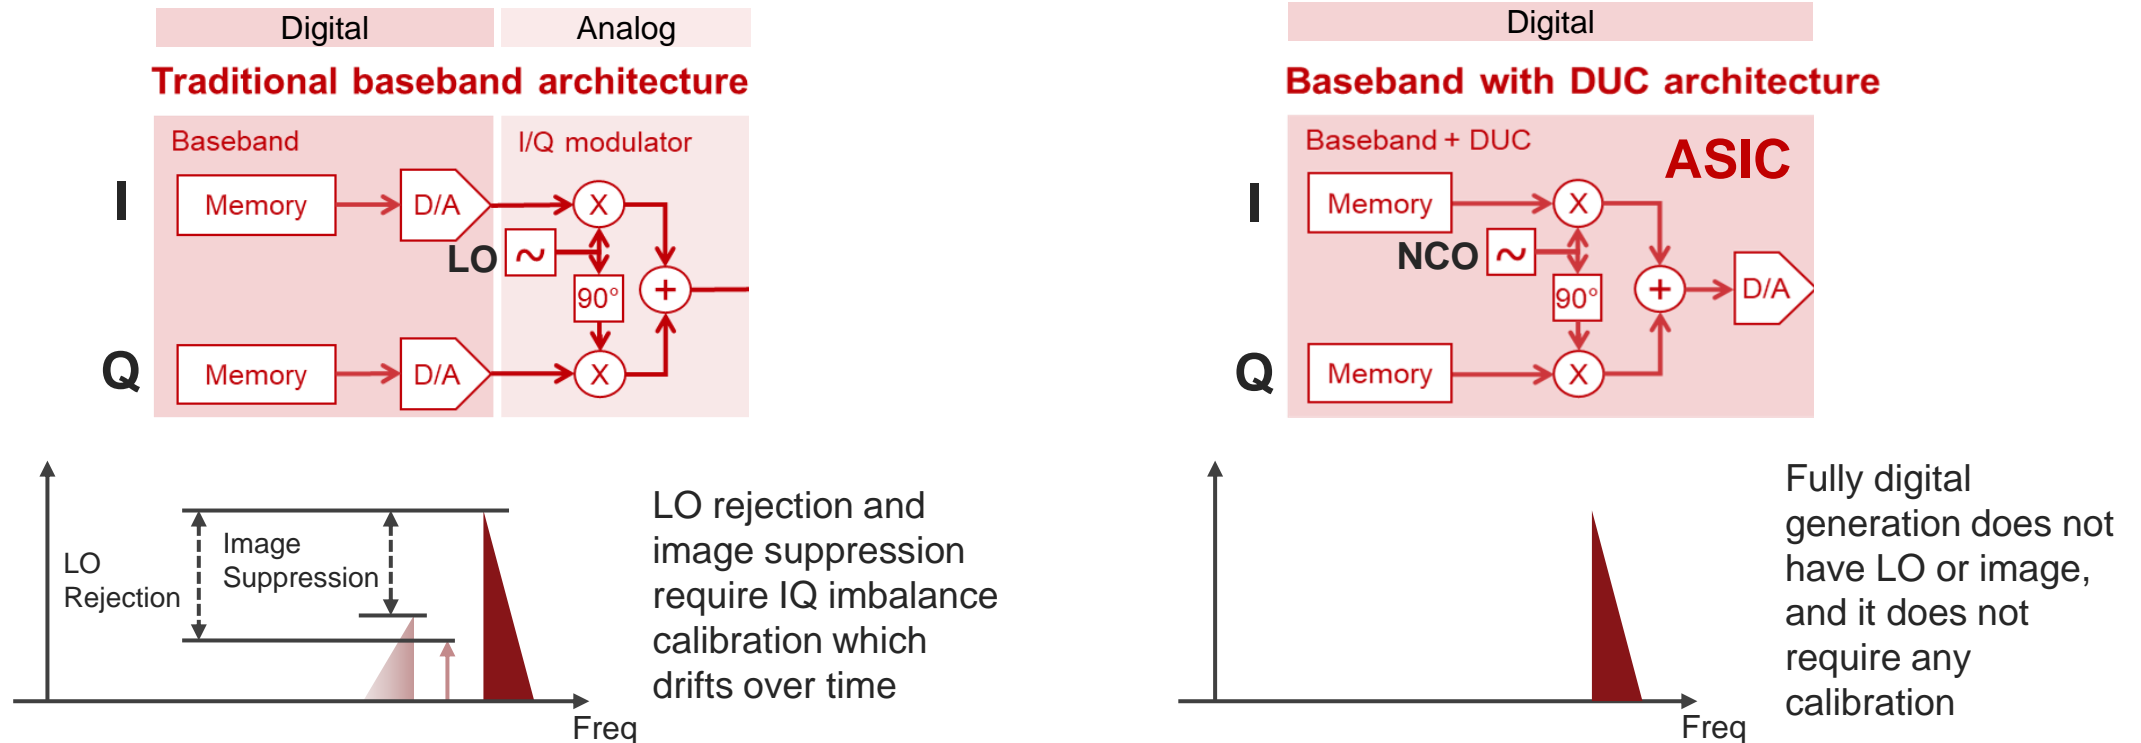 Digital
Analog
Traditional baseband architecture
Baseband
I/Q modulator
I
Memory
D/A
X
LO
~
90°
+
Q
Memory
D/A
X
LO
Rejection
Image
Suppression
Freq
LO rejection and
image suppression
require IQ imbalance
calibration which
drifts over time
Digital
Baseband with DUC architecture
Baseband + DUC
ASIC
I
Memory
X
NCO
~
90°
+
D/A
Q
Memory
X
Freq
Fully digital
generation does not
have LO or image,
and it does not
require any
calibration